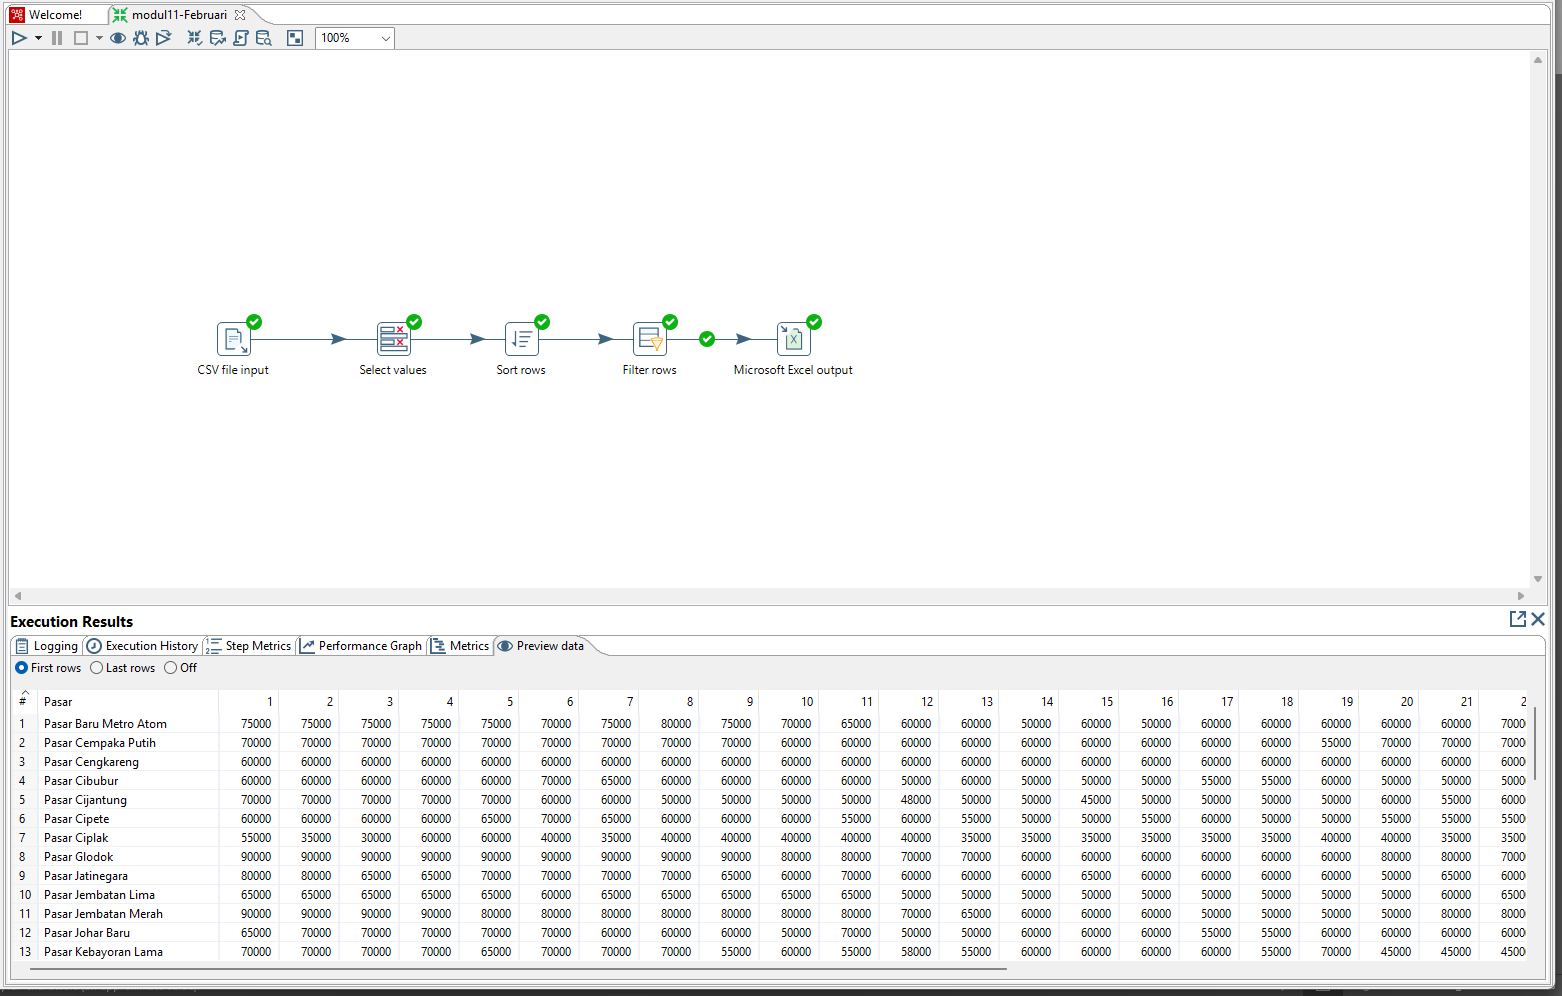 Welcome! modul11-Februari
100%
CSV file input Select values Sort rows Filter rows Microsoft Excel output
Execution Results
Logging Execution History Step Metrics Performance Graph Metrics Preview data
First rows Last rows Off
# Pasar 1 2 3 4 5 6 7 8 9 10 11 12 13 14 15 16 17 18 19 20 21 2
1 Pasar Baru Metro Atom 75000 75000 75000 75000 75000 70000 75000 80000 75000 70000 65000 60000 60000 50000 60000 50000 60000 60000 60000 60000 60000 7000
2 Pasar Cempaka Putih 70000 70000 70000 70000 70000 70000 70000 70000 70000 60000 60000 60000 60000 60000 60000 60000 60000 60000 55000 70000 70000 7000
3 Pasar Cengkareng 60000 60000 60000 60000 60000 60000 60000 60000 60000 60000 60000 60000 60000 60000 60000 60000 60000 60000 60000 60000 60000 6000
4 Pasar Cibubur 60000 60000 60000 60000 60000 70000 65000 60000 60000 60000 60000 50000 60000 50000 50000 50000 55000 55000 60000 50000 50000 5000
5 Pasar Cijantung 70000 70000 70000 70000 70000 60000 60000 50000 50000 50000 50000 48000 50000 50000 45000 50000 50000 50000 50000 60000 55000 6000
6 Pasar Cipete 60000 60000 60000 60000 65000 70000 65000 60000 60000 60000 55000 60000 55000 50000 50000 55000 60000 50000 50000 55000 55000 5500
7 Pasar Ciplak 55000 35000 30000 60000 60000 40000 35000 40000 40000 40000 40000 40000 35000 35000 35000 35000 35000 35000 40000 40000 35000 3500
8 Pasar Glodok 90000 90000 90000 90000 90000 90000 90000 90000 90000 80000 80000 70000 70000 60000 60000 60000 60000 60000 60000 80000 80000 7000
9 Pasar Jatinegara 80000 80000 65000 65000 70000 70000 70000 70000 65000 60000 70000 60000 60000 60000 65000 60000 60000 60000 60000 50000 65000 6000
10 Pasar Jembatan Lima 65000 65000 65000 65000 65000 60000 65000 65000 65000 65000 65000 50000 50000 50000 50000 50000 50000 50000 50000 50000 60000 6500
11 Pasar Jembatan Merah 90000 90000 90000 90000 80000 80000 80000 80000 80000 80000 80000 70000 65000 60000 60000 60000 50000 50000 50000 50000 80000 8000
12 Pasar Johar Baru 65000 70000 70000 70000 70000 70000 60000 60000 60000 50000 70000 50000 50000 60000 60000 60000 55000 55000 60000 60000 60000 6000
13 Pasar Kebayoran Lama 70000 70000 70000 70000 65000 70000 70000 70000 55000 60000 55000 58000 55000 60000 60000 60000 60000 55000 70000 45000 45000 4500